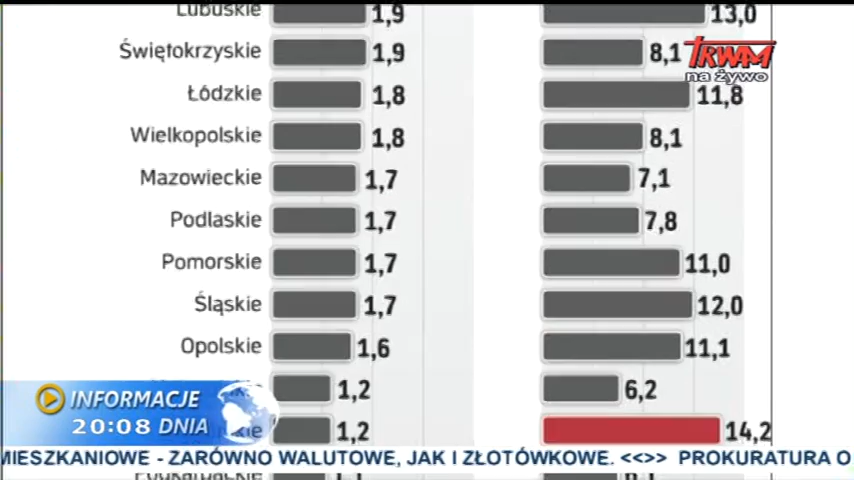 Lubuskie 1,9 13,0
Świętokrzyskie 1,9 8,1
TRWAM
na żywo
Łódzkie 1,8 11,8
Wielkopolskie 1,8 8,1
Mazowieckie 1,7 7,1
Podlaskie 1,7 7,8
Pomorskie 1,7 11,0
Śląskie 1,7 12,0
Opolskie 1,6 11,1
1,2 6,2
INFORMACJE
20:08 DNIA
1,2 14,2
MIESZKANIOWE - ZARÓWNO WALUTOWE, JAK I ZŁOTÓWKOWE. <<>> PROKURATURA O